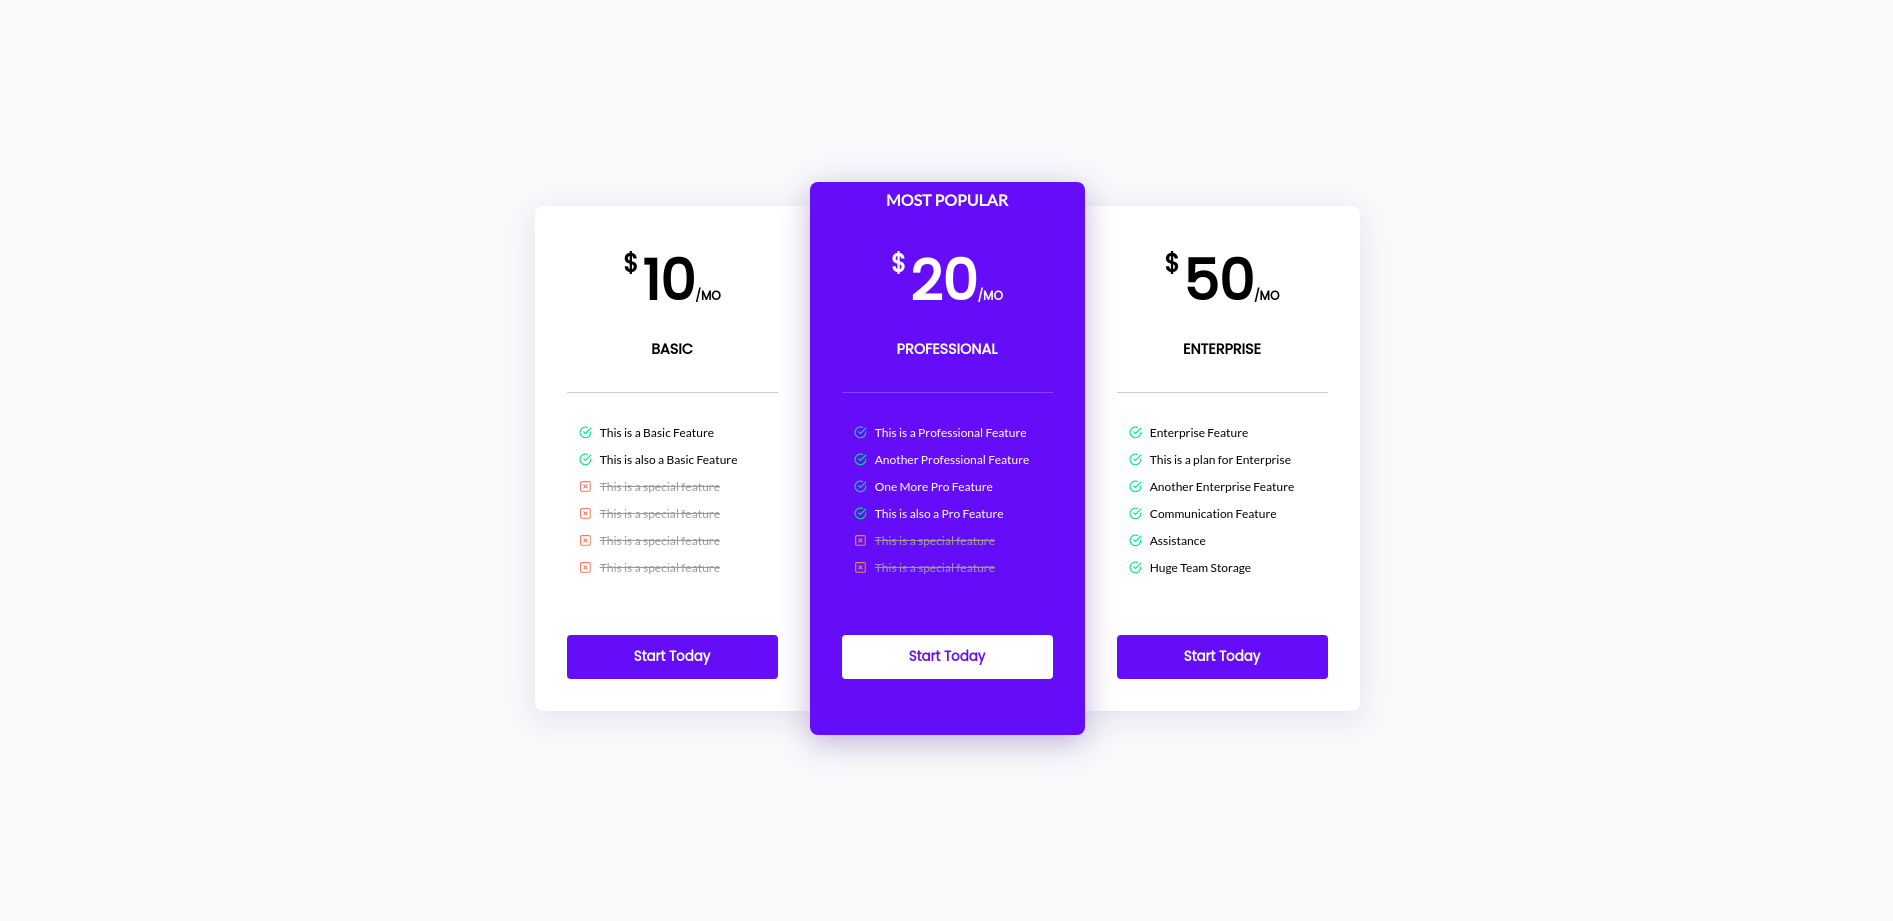 $10/MO
BASIC
This is a Basic Feature
This is also a Basic Feature
This is a special feature
This is a special feature
This is a special feature
This is a special feature
Start Today
MOST POPULAR
$20/MO
PROFESSIONAL
This is a Professional Feature
Another Professional Feature
One More Pro Feature
This is also a Pro Feature
This is a special feature
This is a special feature
Start Today
$50/MO
ENTERPRISE
Enterprise Feature
This is a plan for Enterprise
Another Enterprise Feature
Communication Feature
Assistance
Huge Team Storage
Start Today